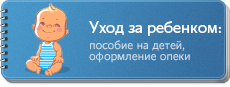 Уход за ребенком:
пособие на детей,
оформление опеки